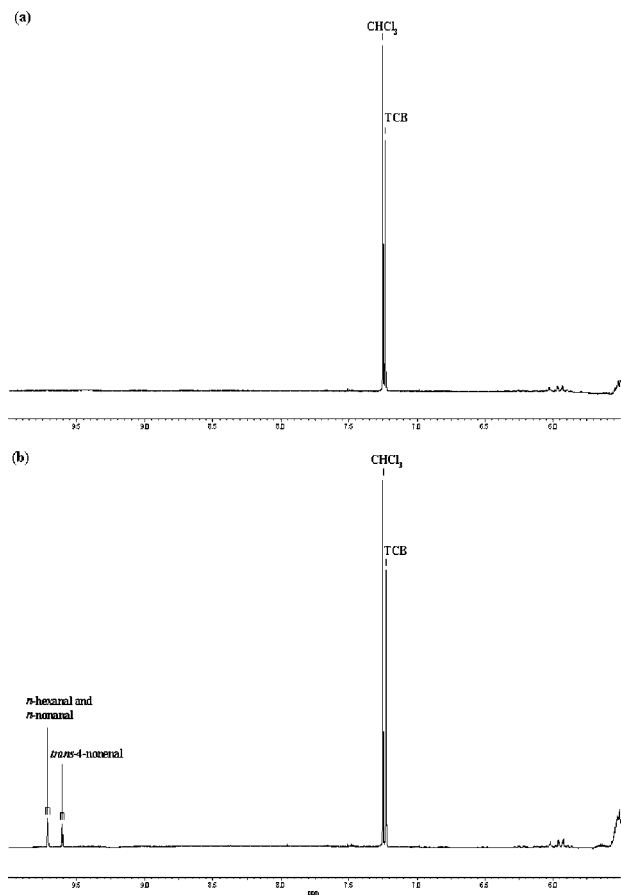 (a)
CHCl3
TCB
9.5 9.0 8.5 8.0 7.5 7.0 6.5 6.0
(b)
CHCl3
TCB
n-hexanal and
n-nonanal
trans-4-nonenal
9.5 9.0 8.5 8.0 7.5 7.0 6.5 6.0
ppm